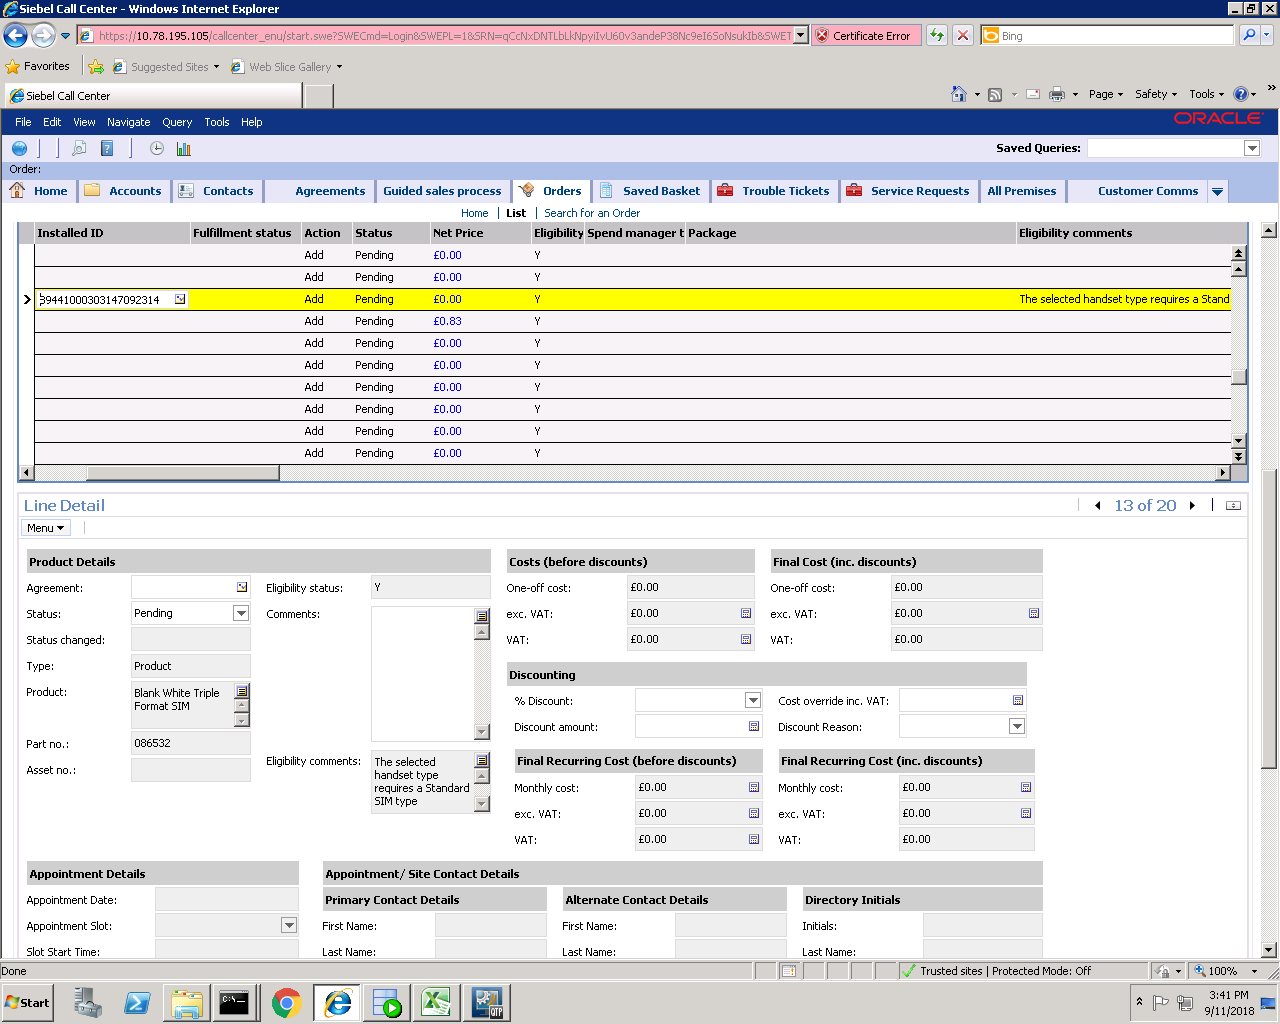 Siebel Call Center - Windows Internet Explorer
https://10.78.195.105/callcenter_enu/start.swe?SWECmd=Login&SWEPL=1&SRN=
Certificate Error
Bing
Favorites
Suggested Sites
Web Slice Gallery
Siebel Call Center
Page
Safety
Tools
File Edit View Navigate Query Tools Help
ORACLE
Saved Queries:
Order:
Home Accounts Contacts Agreements Guided sales process Orders Saved Basket Trouble Tickets Service Requests All Premises Customer Comms
Home | List | Search for an Order
Installed ID Fulfillment status Action Status Net Price Eligibility Spend manager t Package Eligibility comments
Add Pending £0.00 Y
Add Pending £0.00 Y
39441000303147092314 Add Pending £0.00 Y The selected handset type requires a Stand
Add Pending £0.83 Y
Add Pending £0.00 Y
Add Pending £0.00 Y
Add Pending £0.00 Y
Add Pending £0.00 Y
Add Pending £0.00 Y
Add Pending £0.00 Y
Line Detail
13 of 20
Menu
Product Details
Agreement:
Status: Pending
Status changed:
Type: Product
Product: Blank White Triple
Format SIM
Part no.: 086532
Asset no.:
Eligibility status: Y
Comments:
Eligibility comments: The selected
handset type
requires a Standard
SIM type
Costs (before discounts)
One-off cost: £0.00
exc. VAT: £0.00
VAT: £0.00
Final Cost (inc. discounts)
One-off cost: £0.00
exc. VAT: £0.00
VAT: £0.00
Discounting
% Discount:
Discount amount:
Cost override inc. VAT:
Discount Reason:
Final Recurring Cost (before discounts)
Monthly cost: £0.00
exc. VAT: £0.00
VAT: £0.00
Final Recurring Cost (inc. discounts)
Monthly cost: £0.00
exc. VAT: £0.00
VAT: £0.00
Appointment Details
Appointment Date:
Appointment Slot:
Slot Start Time:
Appointment/ Site Contact Details
Primary Contact Details
First Name:
Last Name:
Alternate Contact Details
First Name:
Last Name:
Directory Initials
Initials:
Last Name:
Done
Trusted sites | Protected Mode: Off
100%
Start
C:\.
QTP
3:41 PM
9/11/2018